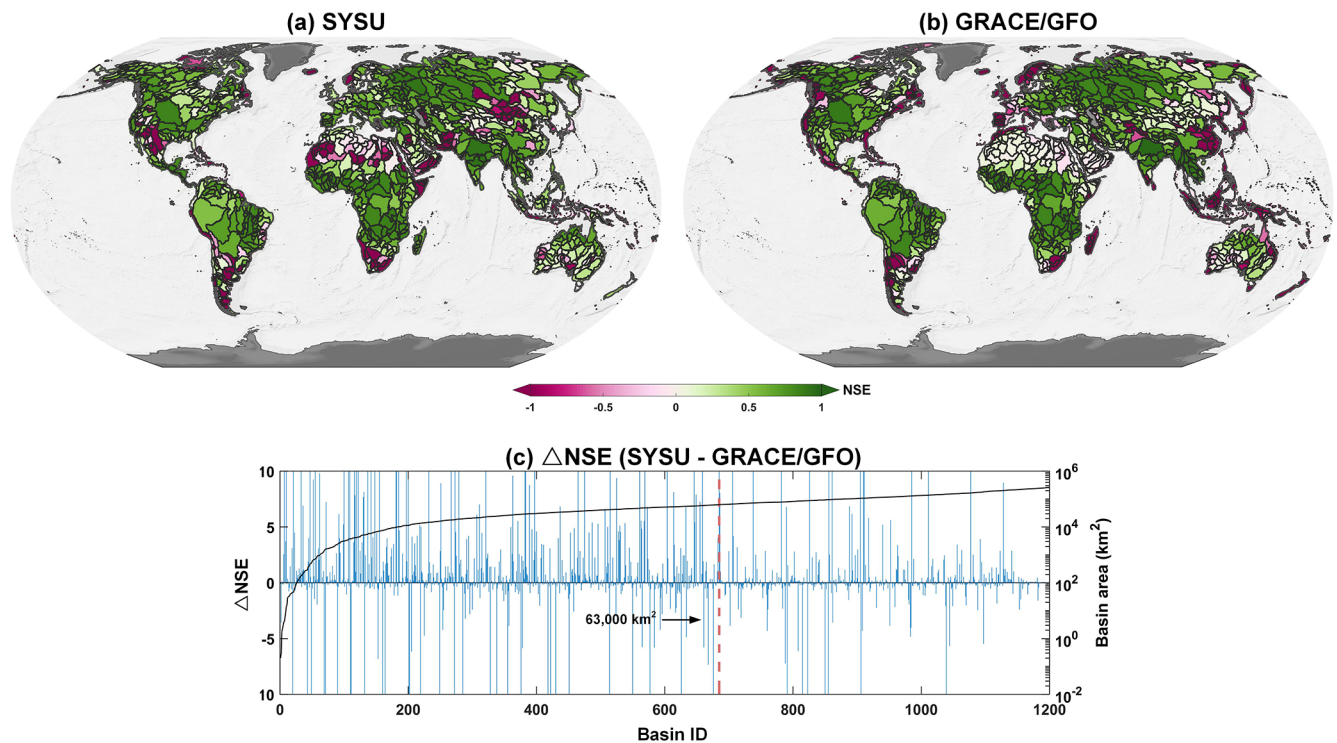 (a) SYSU
(b) GRACE/GFO
-1 -0.5 0 0.5 1 NSE
(c) △NSE (SYSU - GRACE/GFO)
△NSE
10
5
0
-5
10
63,000 km²
10⁶
10⁴
10²
10⁰
10⁻²
Basin area (km²)
0 200 400 600 800 1000 1200
Basin ID